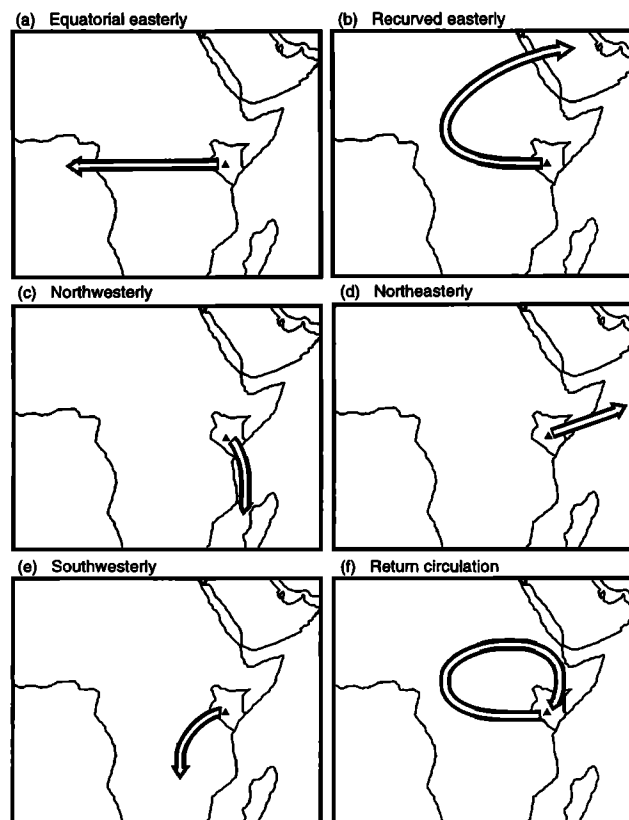 (a) Equatorial easterly
(b) Recurved easterly
(c) Northwesterly
(d) Northeasterly
(e) Southwesterly
(f) Return circulation